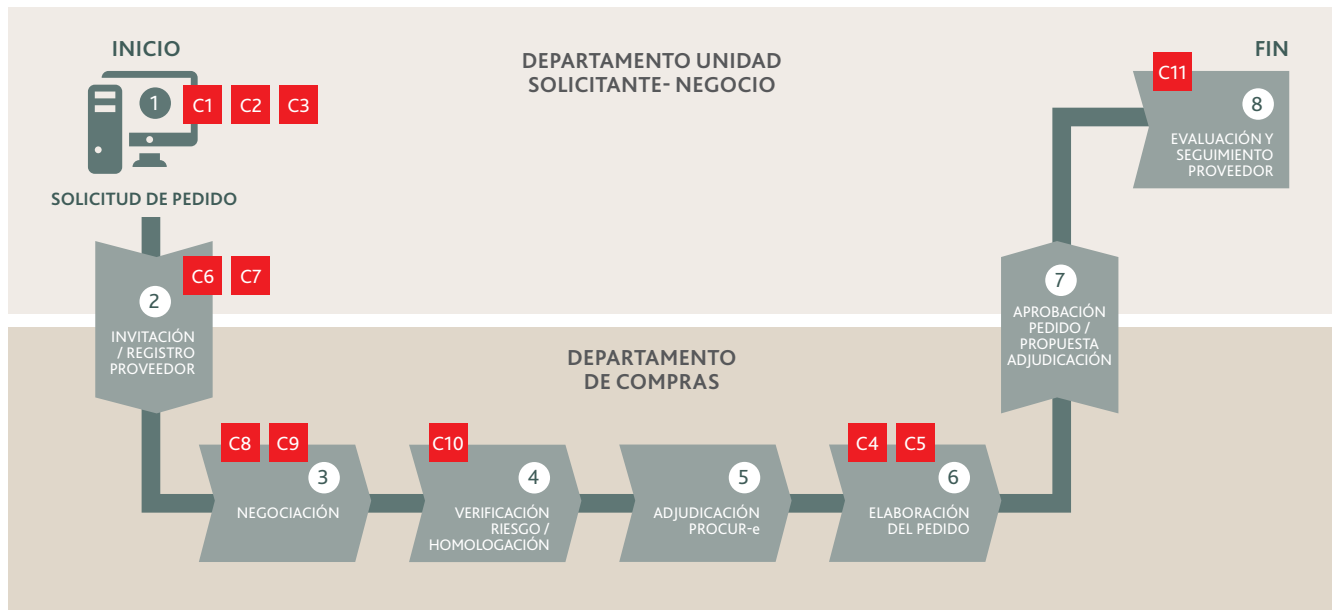 INICIO
1
C1
C2
C3
SOLICITUD DE PEDIDO
DEPARTAMENTO UNIDAD
SOLICITANTE- NEGOCIO
FIN
C11
8
EVALUACIÓN Y
SEGUIMIENTO
PROVEEDOR
C6
C7
2
INVITACIÓN
/ REGISTRO
PROVEEDOR
7
APROBACIÓN
PEDIDO /
PROPUESTA
ADJUDICACIÓN
DEPARTAMENTO
DE COMPRAS
C8
C9
3
NEGOCIACIÓN
C10
4
VERIFICACIÓN
RIESGO /
HOMOLOGACIÓN
5
ADJUDICACIÓN
PROCUR-e
C4
C5
6
ELABORACIÓN
DEL PEDIDO